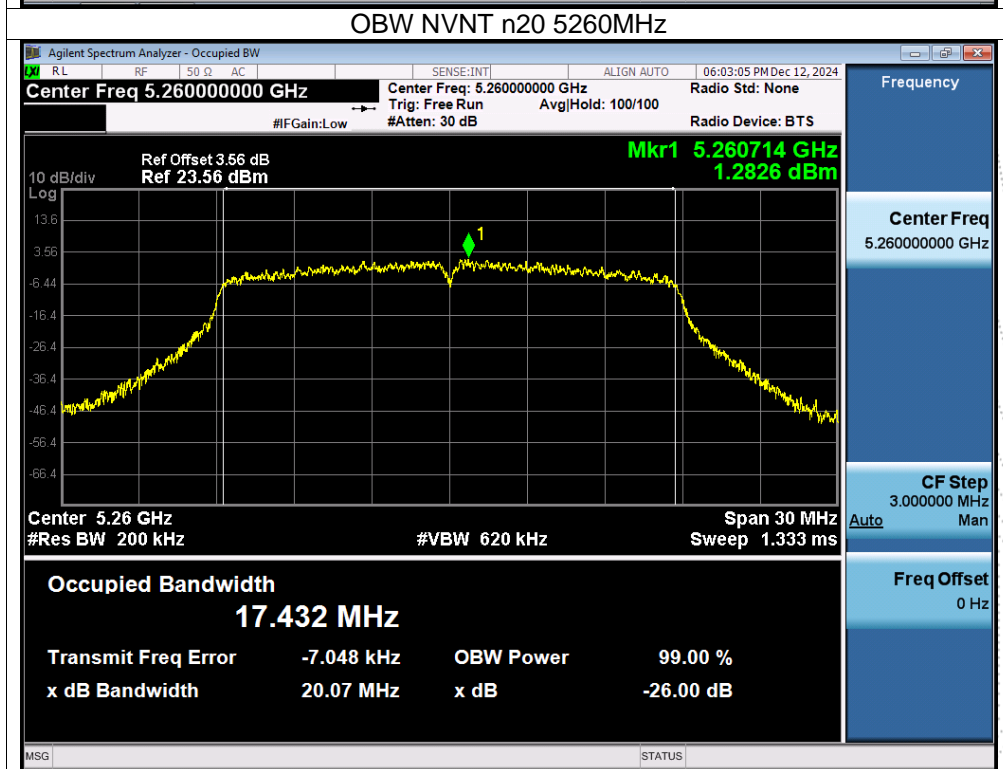 OBW NVNT n20 5260MHz
Agilent Spectrum Analyzer - Occupied BW
LXI RL RF 50 Ω AC SENSE:INT ALIGN AUTO 06:03:05 PM Dec 12, 2024
Center Freq 5.260000000 GHz Center Freq: 5.260000000 GHz Radio Std: None Frequency
Trig: Free Run Avg|Hold: 100/100
#IFGain:Low #Atten: 30 dB Radio Device: BTS
Mkr1 5.260714 GHz
Ref Offset 3.56 dB
10 dB/div Ref 23.56 dBm 1.2826 dBm
Log
13.6
3.56
-6.44
-16.4
-26.4
-36.4
-46.4
-56.4
-66.4
1
Center Freq
5.260000000 GHz
CF Step
3.000000 MHz
Auto Man
Center 5.26 GHz Span 30 MHz
#Res BW 200 kHz #VBW 620 kHz Sweep 1.333 ms
Freq Offset
0 Hz
Occupied Bandwidth
17.432 MHz
Transmit Freq Error -7.048 kHz OBW Power 99.00 %
x dB Bandwidth 20.07 MHz x dB -26.00 dB
MSG STATUS